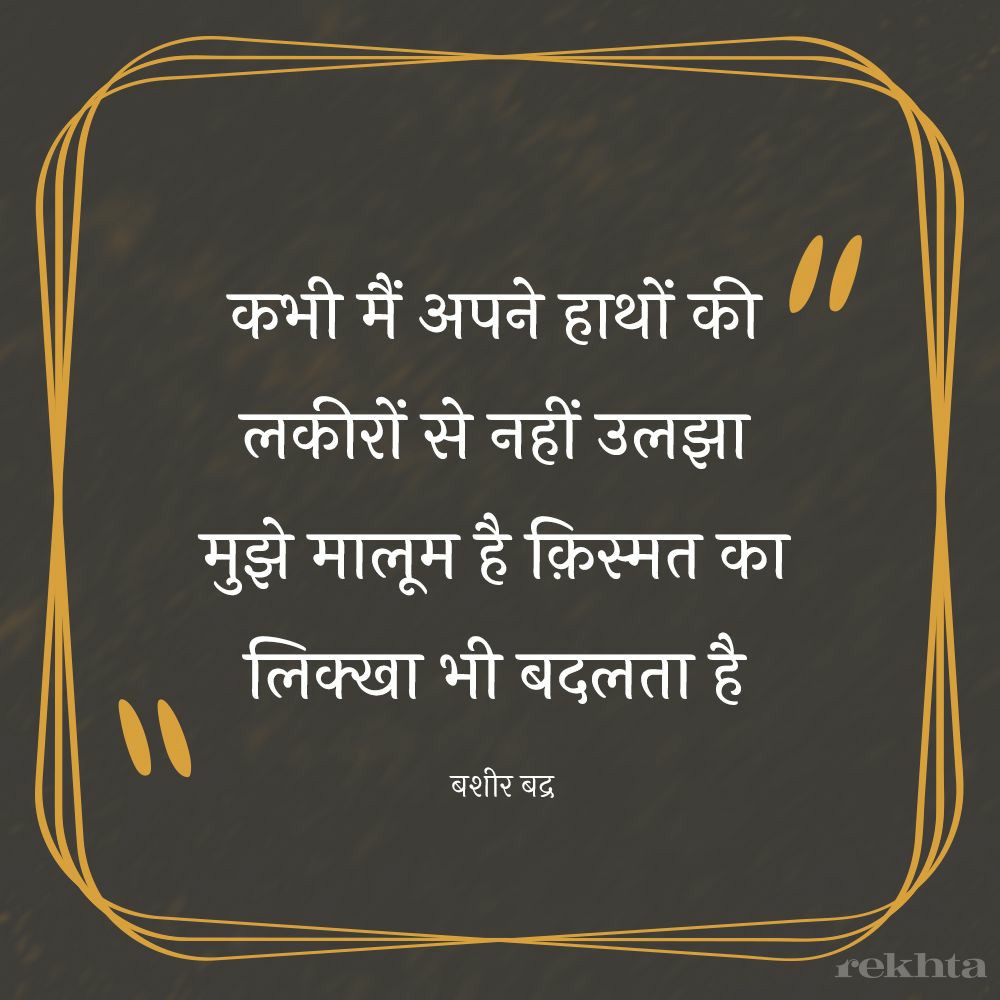 कभी मैं अपने हाथों की
लकीरों से नहीं उलझा
मुझे मालूम है क़िस्मत का
लिक्खा भी बदलता है
बशीर बद्र
rekhta